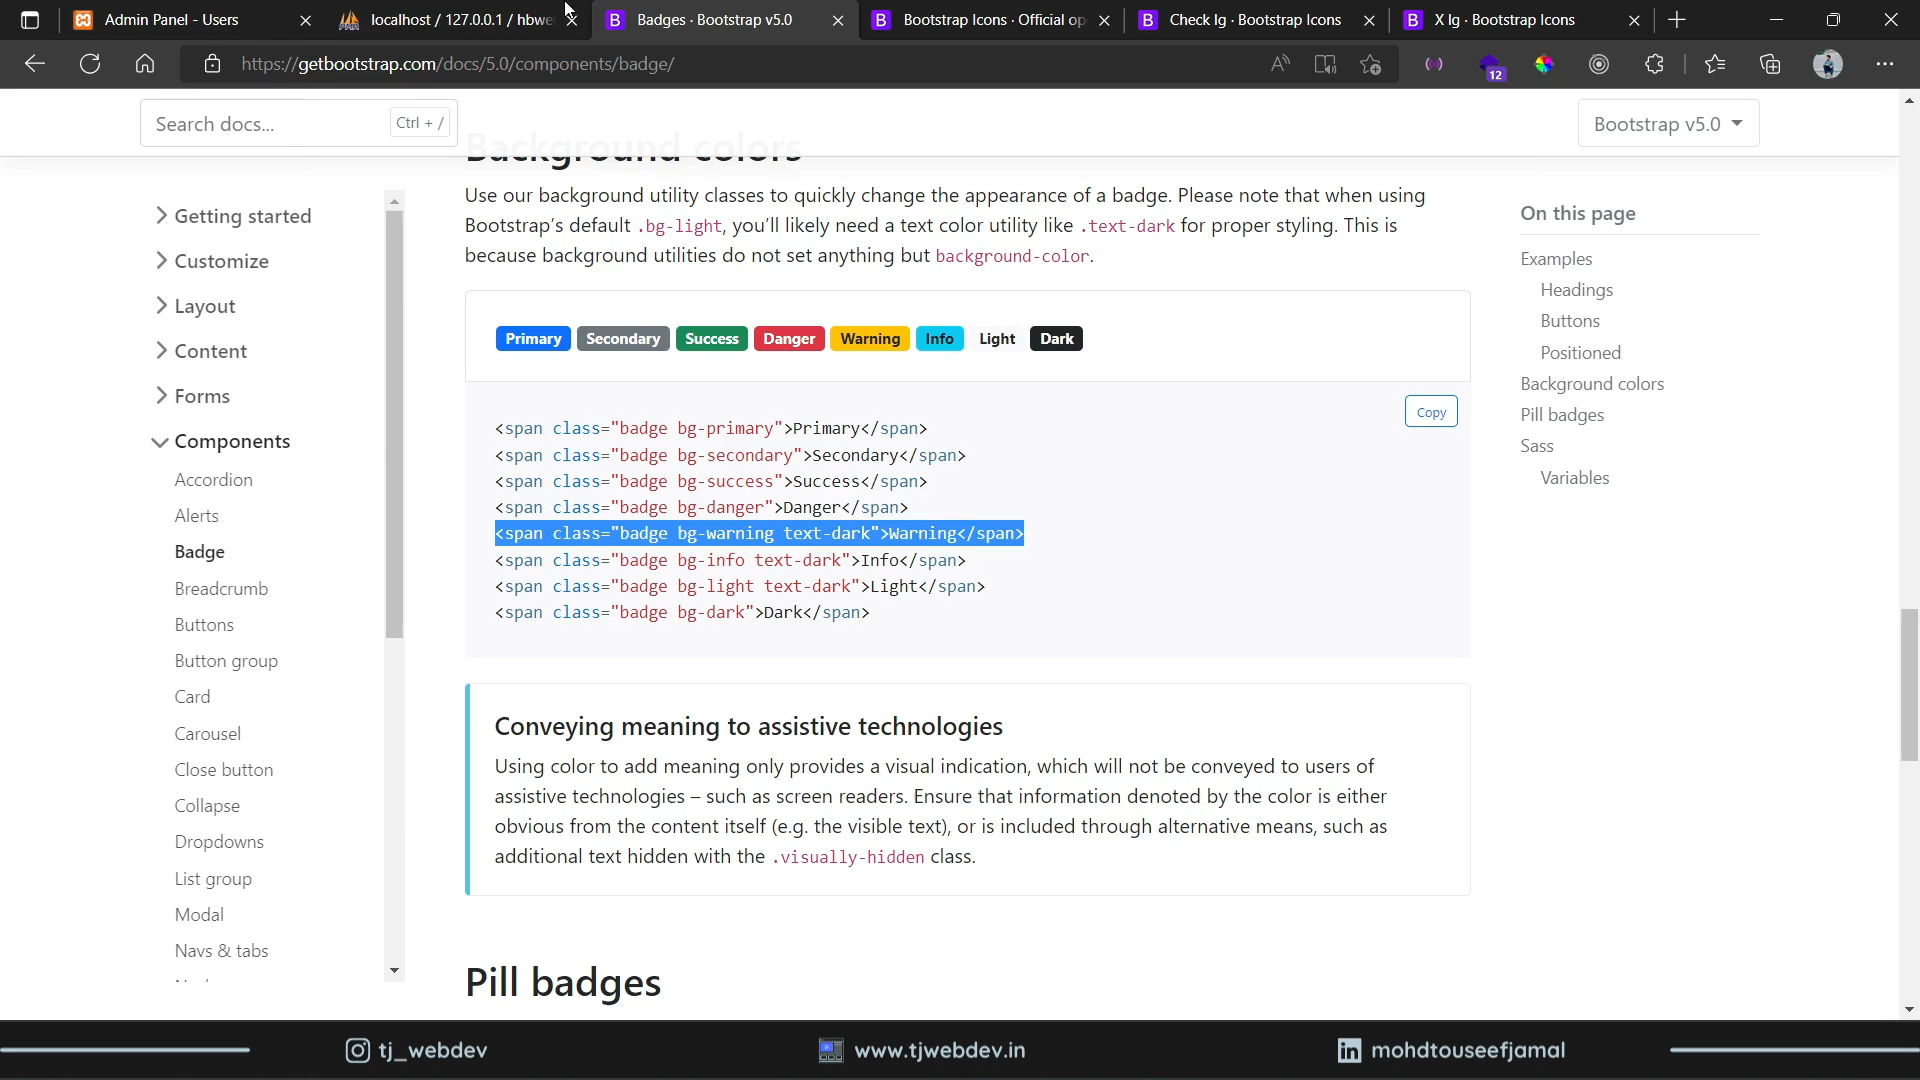 Admin Panel - Users
localhost / 127.0.0.1 / hbwe
Badges · Bootstrap v5.0
Bootstrap Icons · Official op
Check lg · Bootstrap Icons
X lg · Bootstrap Icons
https://getbootstrap.com/docs/5.0/components/badge/
12
Search docs...
Ctrl + /
Bootstrap v5.0
Getting started
Customize
Layout
Content
Forms
Components
Accordion
Alerts
Badge
Breadcrumb
Buttons
Button group
Card
Carousel
Close button
Collapse
Dropdowns
List group
Modal
Navs & tabs
Background colors
Use our background utility classes to quickly change the appearance of a badge. Please note that when using
Bootstrap's default .bg-light, you'll likely need a text color utility like .text-dark for proper styling. This is
because background utilities do not set anything but background-color.
Primary Secondary Success Danger Warning Info Light Dark
Copy
<span class="badge bg-primary">Primary</span>
<span class="badge bg-secondary">Secondary</span>
<span class="badge bg-success">Success</span>
<span class="badge bg-danger">Danger</span>
<span class="badge bg-warning text-dark">Warning</span>
<span class="badge bg-info text-dark">Info</span>
<span class="badge bg-light text-dark">Light</span>
<span class="badge bg-dark">Dark</span>
Conveying meaning to assistive technologies
Using color to add meaning only provides a visual indication, which will not be conveyed to users of
assistive technologies – such as screen readers. Ensure that information denoted by the color is either
obvious from the content itself (e.g. the visible text), or is included through alternative means, such as
additional text hidden with the .visually-hidden class.
Pill badges
On this page
Examples
Headings
Buttons
Positioned
Background colors
Pill badges
Sass
Variables
tj_webdev
www.tjwebdev.in
mohdtouseefjamal